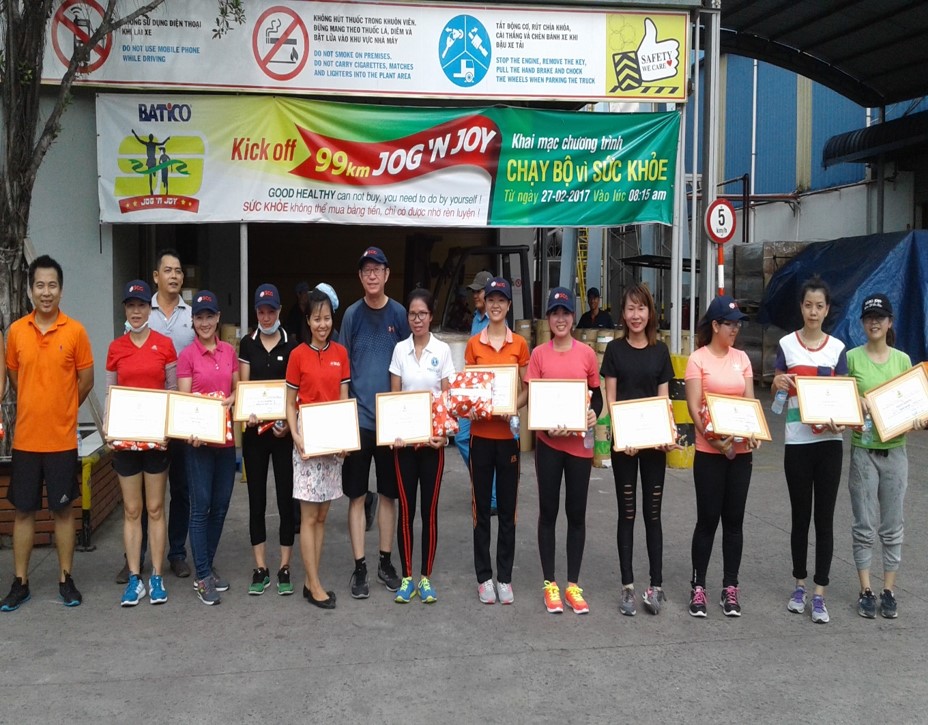 KHÔNG SỬ DỤNG ĐIỆN THOẠI
KHI LÁI XE
DO NOT USE MOBILE PHONE
WHILE DRIVING
KHÔNG HÚT THUỐC TRONG KHUÔN VIÊN.
ĐỪNG MANG THEO THUỐC LÁ, DIÊM VÀ
BẬT LỬA VÀO KHU VỰC NHÀ MÁY
DO NOT SMOKE ON PREMISES.
DO NOT CARRY CIGARETTES, MATCHES
AND LIGHTERS INTO THE PLANT AREA
TẮT ĐỘNG CƠ, RÚT CHÌA KHÓA,
CÀI THẮNG VÀ CHÈN BÁNH XE KHI
ĐẬU XE TẢI
STOP THE ENGINE, REMOVE THE KEY,
PULL THE HAND BRAKE AND CHOCK
THE WHEELS WHEN PARKING THE TRUCK
SAFETY
WE CARE
BATICO
JOG 'N JOY
Kick off 99km JOG 'N JOY
GOOD HEALTHY can not buy, you need to do by yourself !
SỨC KHỎE không thể mua bằng tiền, chỉ có được nhờ rèn luyện !
Khai mạc chương trình
CHẠY BỘ vì SỨC KHỎE
Từ ngày 27-02-2017 Vào lúc 08:15 am
5
km/h